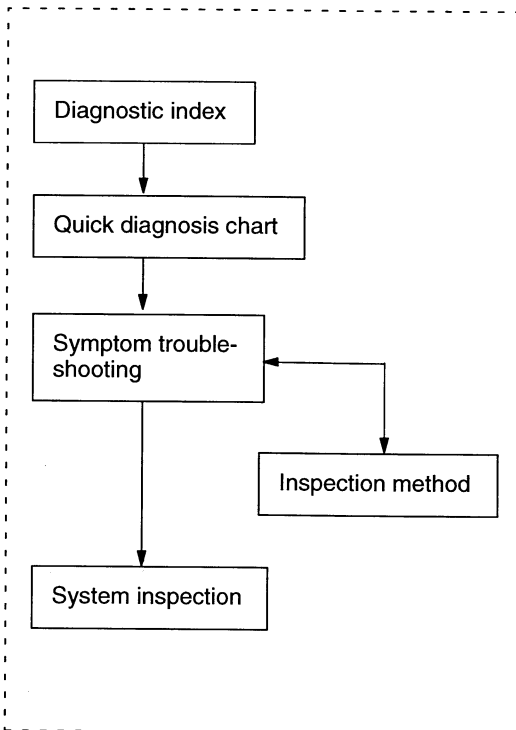 Diagnostic index
Quick diagnosis chart
Symptom trouble-
shooting
Inspection method
System inspection